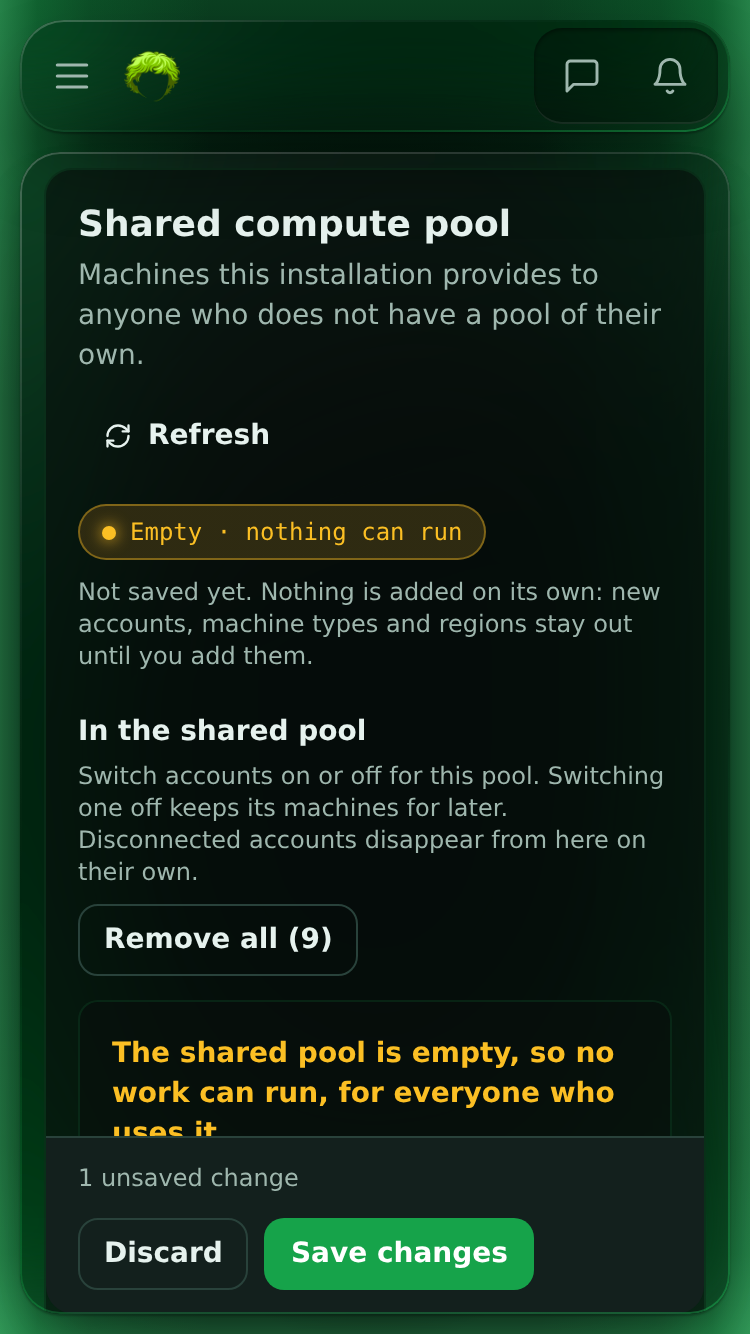 Shared compute pool
Machines this installation provides to
anyone who does not have a pool of their
own.
Refresh
Empty · nothing can run
Not saved yet. Nothing is added on its own: new
accounts, machine types and regions stay out
until you add them.
In the shared pool
Switch accounts on or off for this pool. Switching
one off keeps its machines for later.
Disconnected accounts disappear from here on
their own.
Remove all (9)
The shared pool is empty, so no
work can run, for everyone who
uses it
1 unsaved change
Discard
Save changes